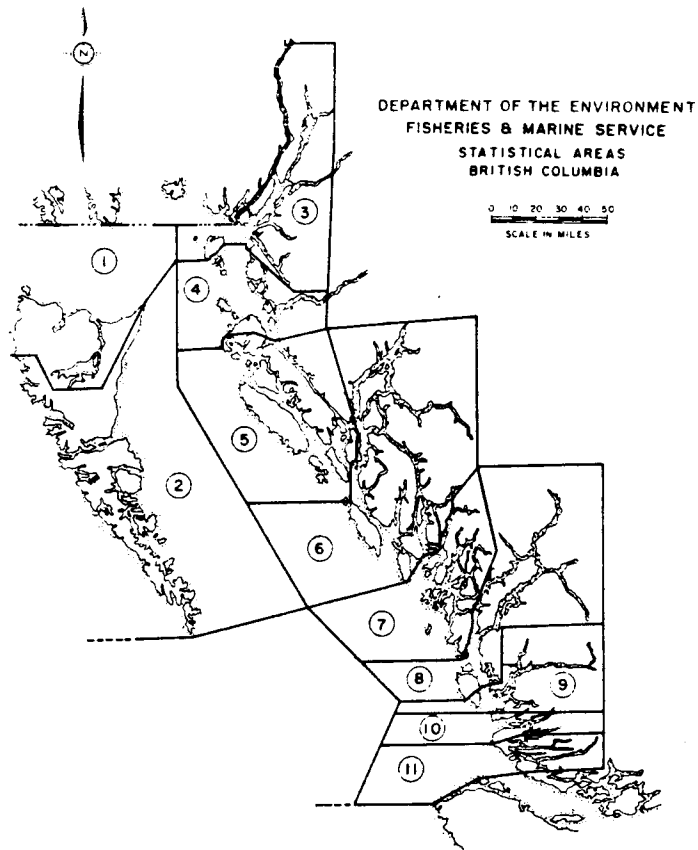 N
DEPARTMENT OF THE ENVIRONMENT
FISHERIES & MARINE SERVICE
STATISTICAL AREAS
BRITISH COLUMBIA
0 10 20 30 40 50
SCALE IN MILES
3
1
4
5
2
6
7
8
9
10
11